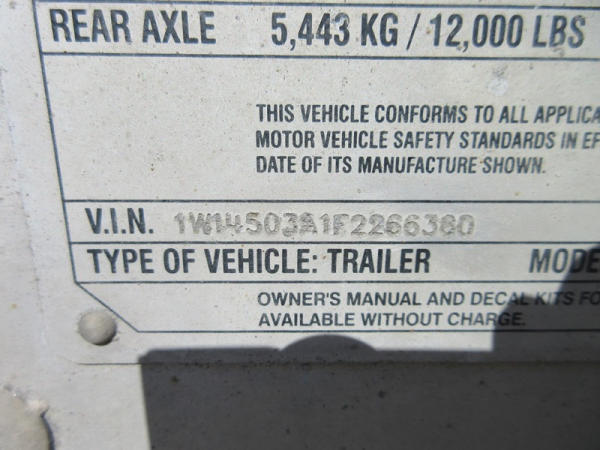 REAR AXLE 5,443 KG / 12,000 LBS
THIS VEHICLE CONFORMS TO ALL APPLICA
MOTOR VEHICLE SAFETY STANDARDS IN EF
DATE OF ITS MANUFACTURE SHOWN.
V.I.N. 1W14503A1F2266360
TYPE OF VEHICLE: TRAILER MODE
OWNER'S MANUAL AND DECAL KITS FO
AVAILABLE WITHOUT CHARGE.